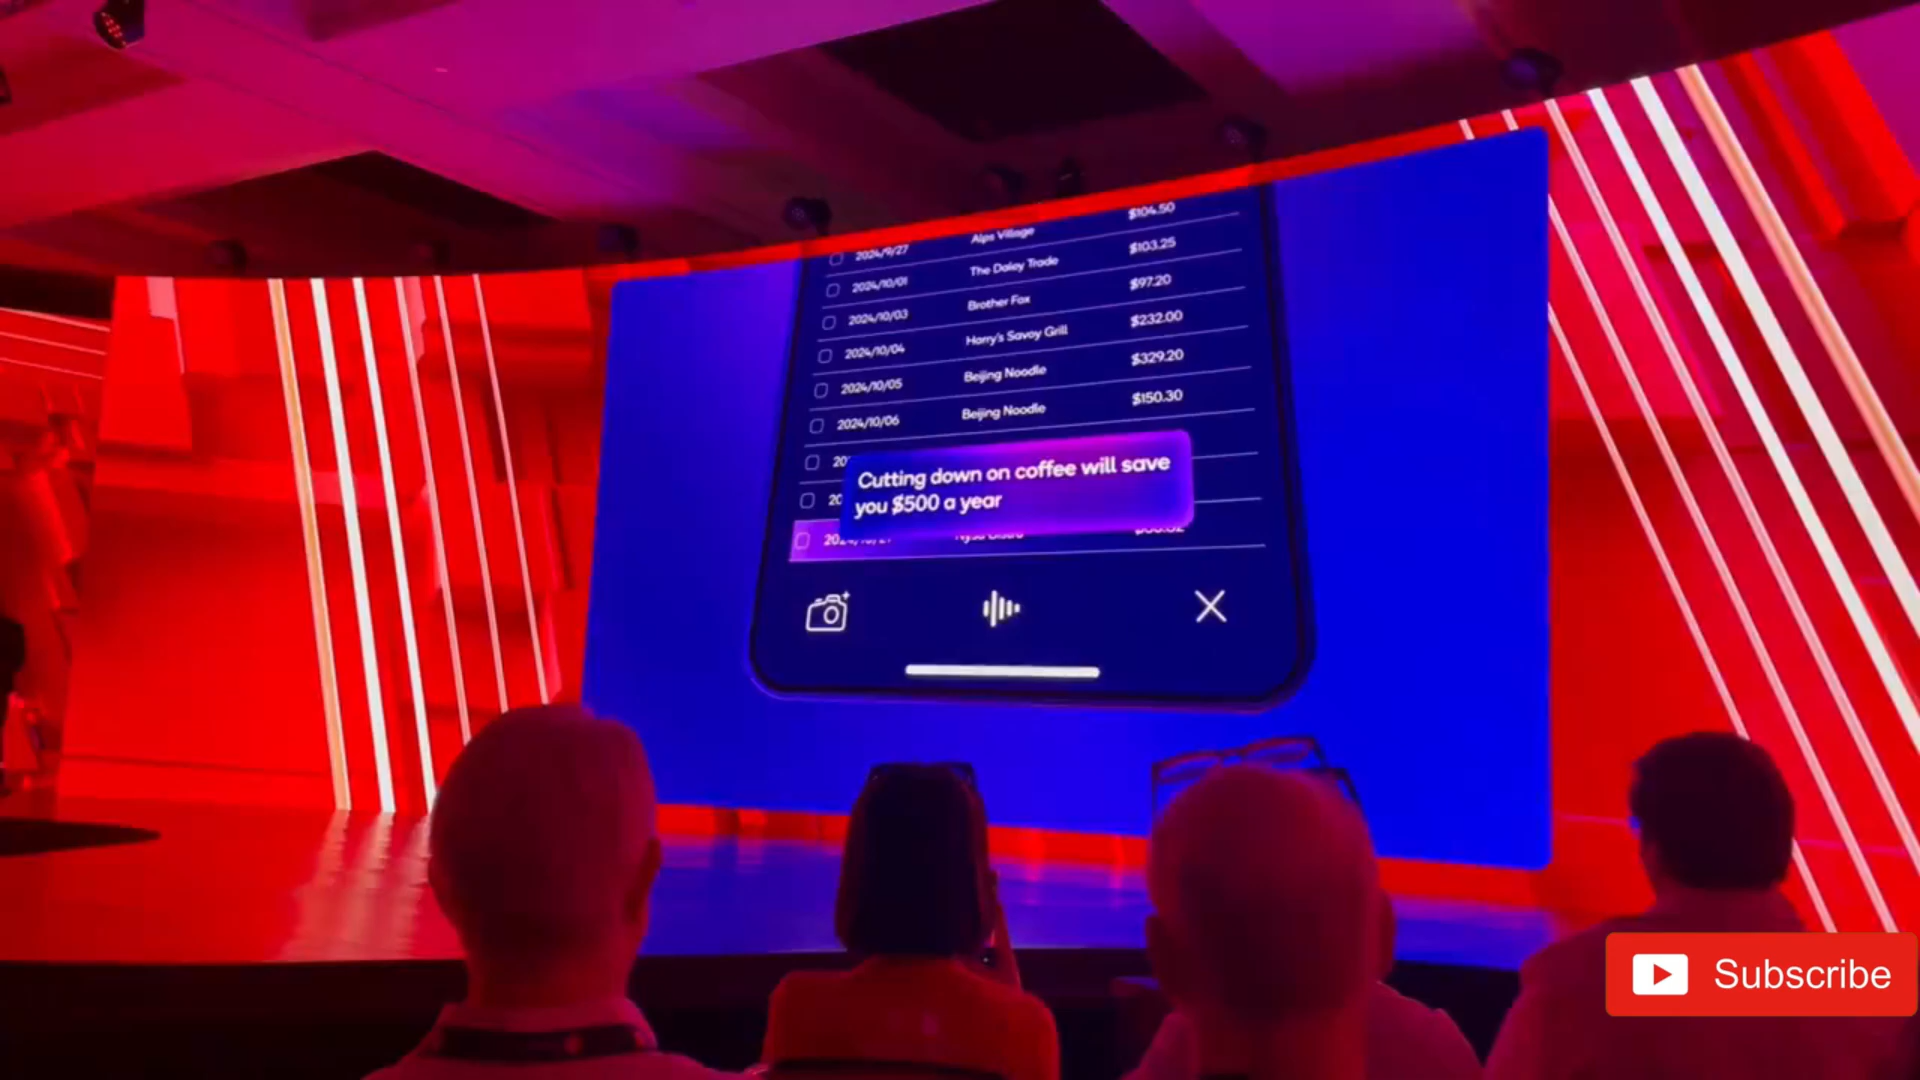 2024/9/27 Alps Village $104.50
2024/10/01 The Daley Trade $103.25
2024/10/03 Brother Fox $97.20
2024/10/04 Harry's Savoy Grill $232.00
2024/10/05 Beijing Noodle $329.20
2024/10/06 Beijing Noodle $150.30
Cutting down on coffee will save
you $500 a year
Subscribe